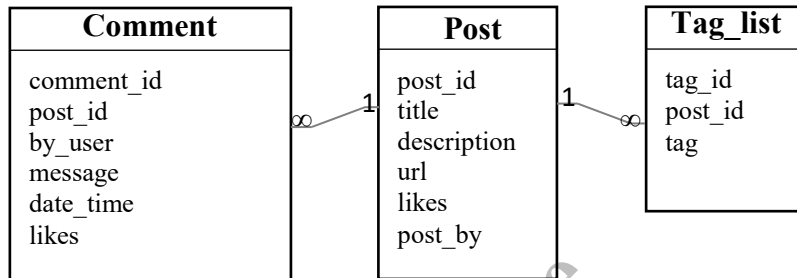 Comment
comment_id
post_id
by_user
message
date_time
likes
∞
1
Post
post_id
title
description
url
likes
post_by
1
∞
Tag_list
tag_id
post_id
tag